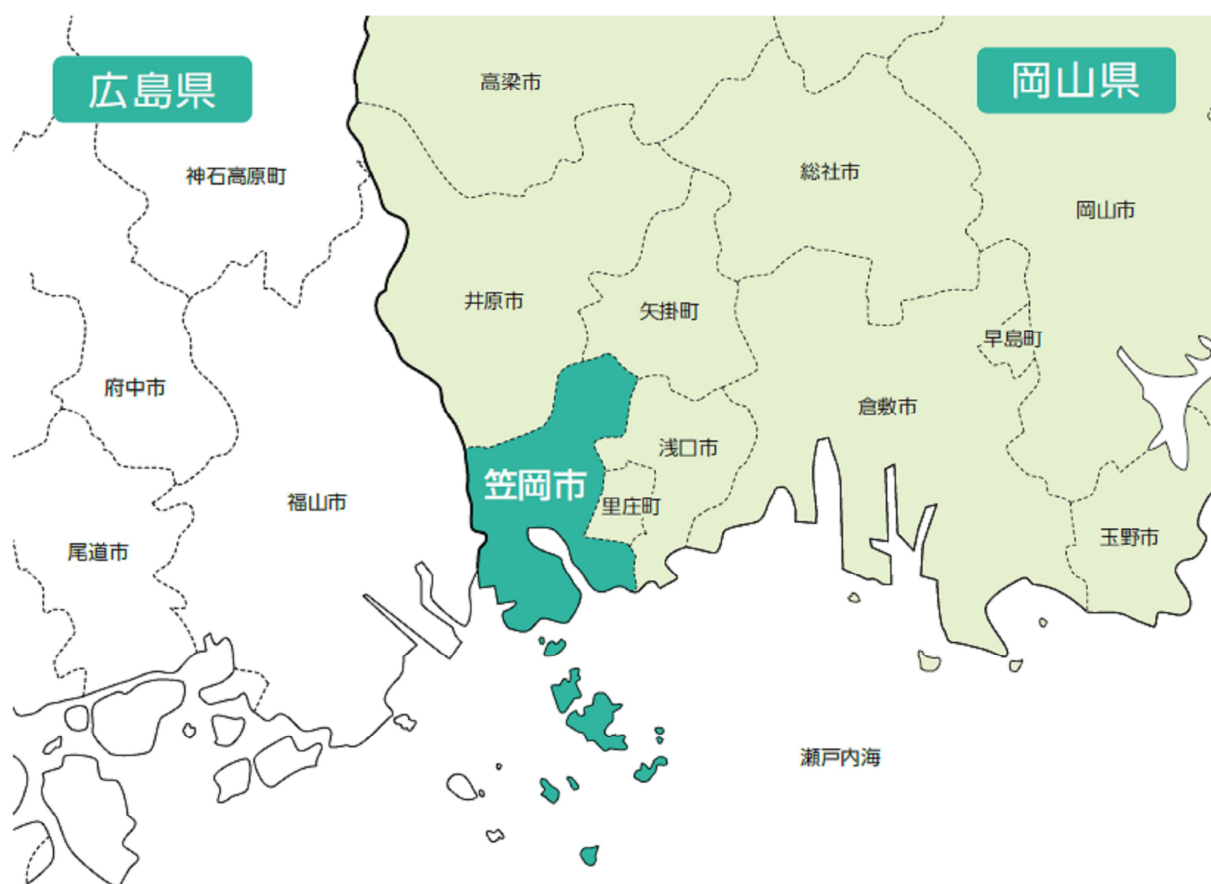 広島県
岡山県
高梁市
神石高原町
総社市
岡山市
井原市
矢掛町
早島町
府中市
倉敷市
浅口市
笠岡市
福山市
里庄町
尾道市
玉野市
瀬戸内海